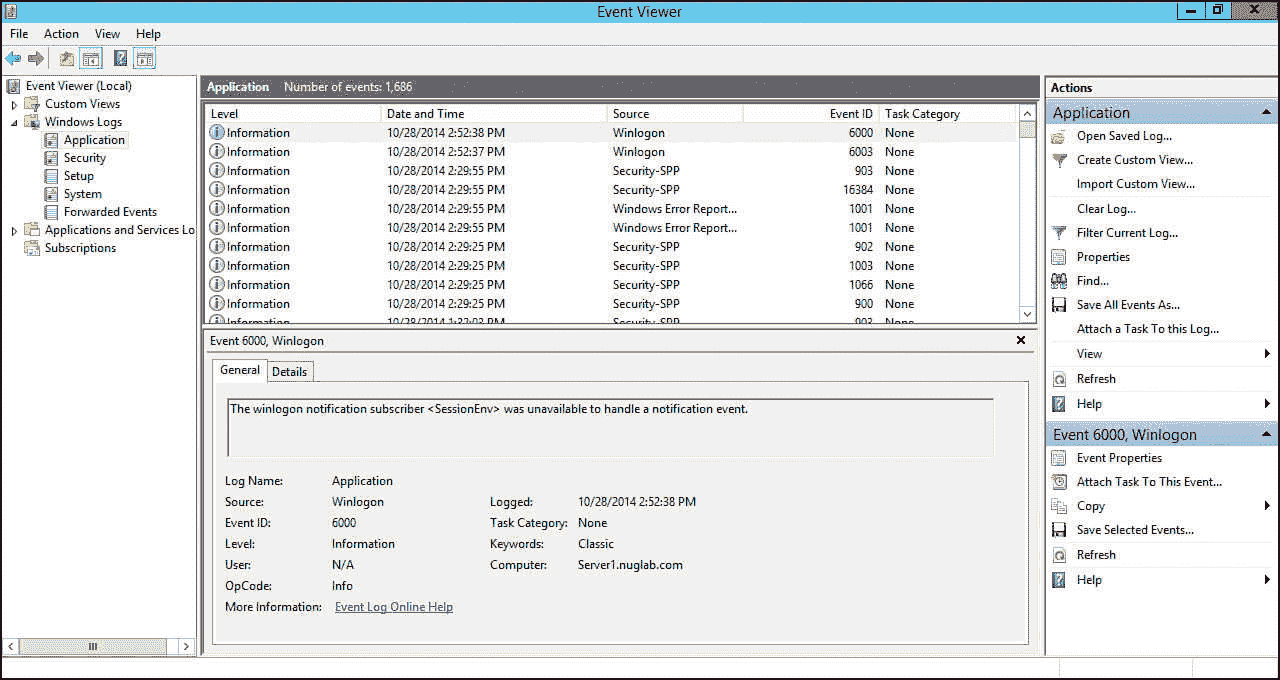 Event Viewer
File Action View Help
Event Viewer (Local)
Custom Views
Windows Logs
Application
Security
Setup
System
Forwarded Events
Applications and Services Lo
Subscriptions
Application Number of events: 1,686
Level Date and Time Source Event ID Task Category
Information 10/28/2014 2:52:38 PM Winlogon 6000 None
Information 10/28/2014 2:52:37 PM Winlogon 6003 None
Information 10/28/2014 2:29:55 PM Security-SPP 903 None
Information 10/28/2014 2:29:55 PM Security-SPP 16384 None
Information 10/28/2014 2:29:55 PM Windows Error Report... 1001 None
Information 10/28/2014 2:29:55 PM Windows Error Report... 1001 None
Information 10/28/2014 2:29:25 PM Security-SPP 902 None
Information 10/28/2014 2:29:25 PM Security-SPP 1003 None
Information 10/28/2014 2:29:25 PM Security-SPP 1066 None
Information 10/28/2014 2:29:25 PM Security-SPP 900 None
Information 10/28/2014 Security-SPP None
Event 6000, Winlogon
General Details
The winlogon notification subscriber <SessionEnv> was unavailable to handle a notification event.
Log Name: Application
Source: Winlogon Logged: 10/28/2014 2:52:38 PM
Event ID: 6000 Task Category: None
Level: Information Keywords: Classic
User: N/A Computer: Server1.nuglab.com
OpCode: Info
More Information: Event Log Online Help
Actions
Application
Open Saved Log...
Create Custom View...
Import Custom View...
Clear Log...
Filter Current Log...
Properties
Find...
Save All Events As...
Attach a Task To this Log...
View
Refresh
Help
Event 6000, Winlogon
Event Properties
Attach Task To This Event...
Copy
Save Selected Events...
Refresh
Help